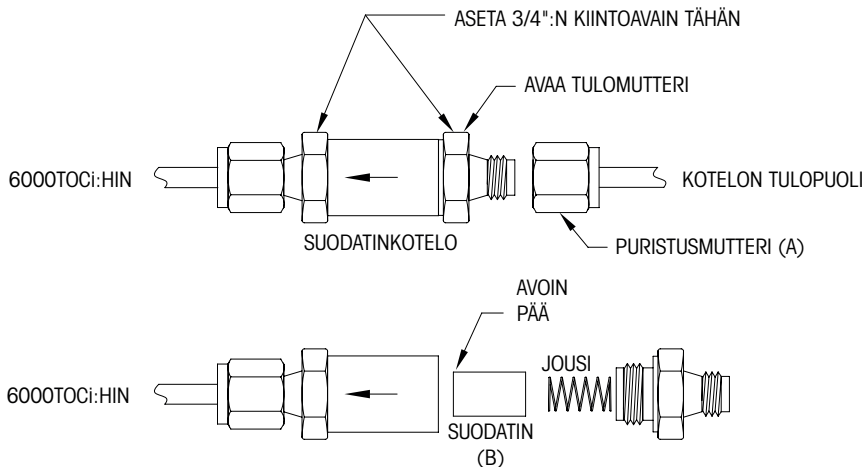 ASETA 3/4":N KIINTOAVAIN TÄHÄN
AVAA TULOMUTTERI
6000TOCi:HIN
KOTELON TULOPUOLI
SUODATINKOTELO
PURISTUSMUTTERI (A)
AVOIN
PÄÄ
JOUSI
6000TOCi:HIN
SUODATIN
(B)